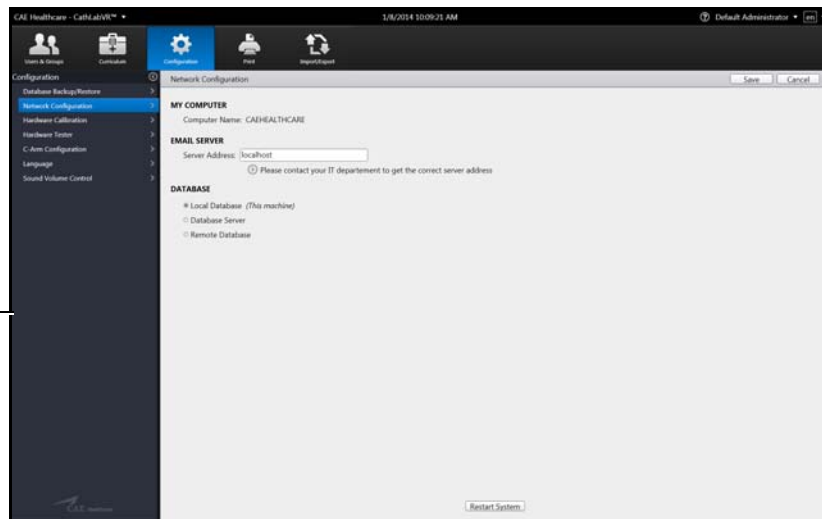 CAE Healthcare - CathLabVR™
1/8/2014 10:09:21 AM
Default Administrator
en
Users & Groups
Curriculum
Configuration
Print
Import/Export
Configuration
Database Backup/Restore
Network Configuration
Hardware Calibration
Hardware Tester
C-Arm Configuration
Language
Sound Volume Control
Network Configuration
Save
Cancel
MY COMPUTER
Computer Name: CAEHEALTHCARE
EMAIL SERVER
Server Address: localhost
Please contact your IT departement to get the correct server address
DATABASE
Local Database (This machine)
Database Server
Remote Database
Restart System
CAE Healthcare